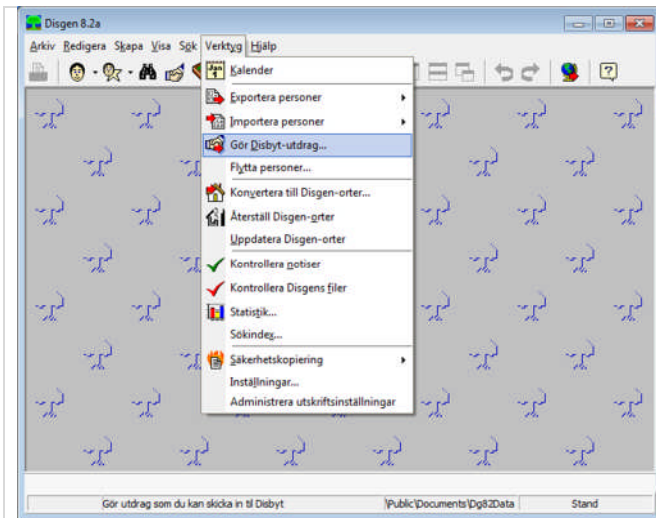 Disgen 8.2a
Arkiv Redigera Skapa Visa Sök Verktyg Hjälp
Jan
Kalender
Exportera personer
Importera personer
Gör Disbyt-utdrag...
Flytta personer...
Konvertera till Disgen-orter...
Återställ Disgen-orter
Uppdatera Disgen-orter
Kontrollera notiser
Kontrollera Disgens filer
Statistik...
Sökindex...
Säkerhetskopiering
Inställningar...
Administrera utskriftsinställningar
Gör utdrag som du kan skicka in til Disbyt \Public\Documents\Dg82Data Stand